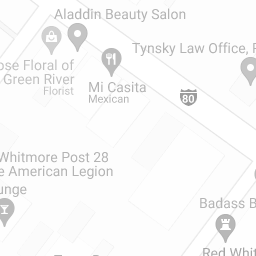 Aladdin Beauty Salon
Tynsky Law Office,
ose Floral of
Green River
Florist
Mi Casita
Mexican
80
Whitmore Post 28
e American Legion
unge
Badass B
Red Whit